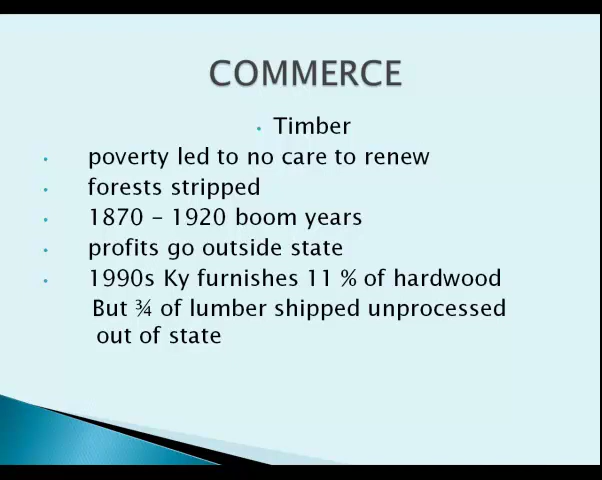 COMMERCE
• Timber
• poverty led to no care to renew
• forests stripped
• 1870 – 1920 boom years
• profits go outside state
• 1990s Ky furnishes 11 % of hardwood
But ¾ of lumber shipped unprocessed
out of state